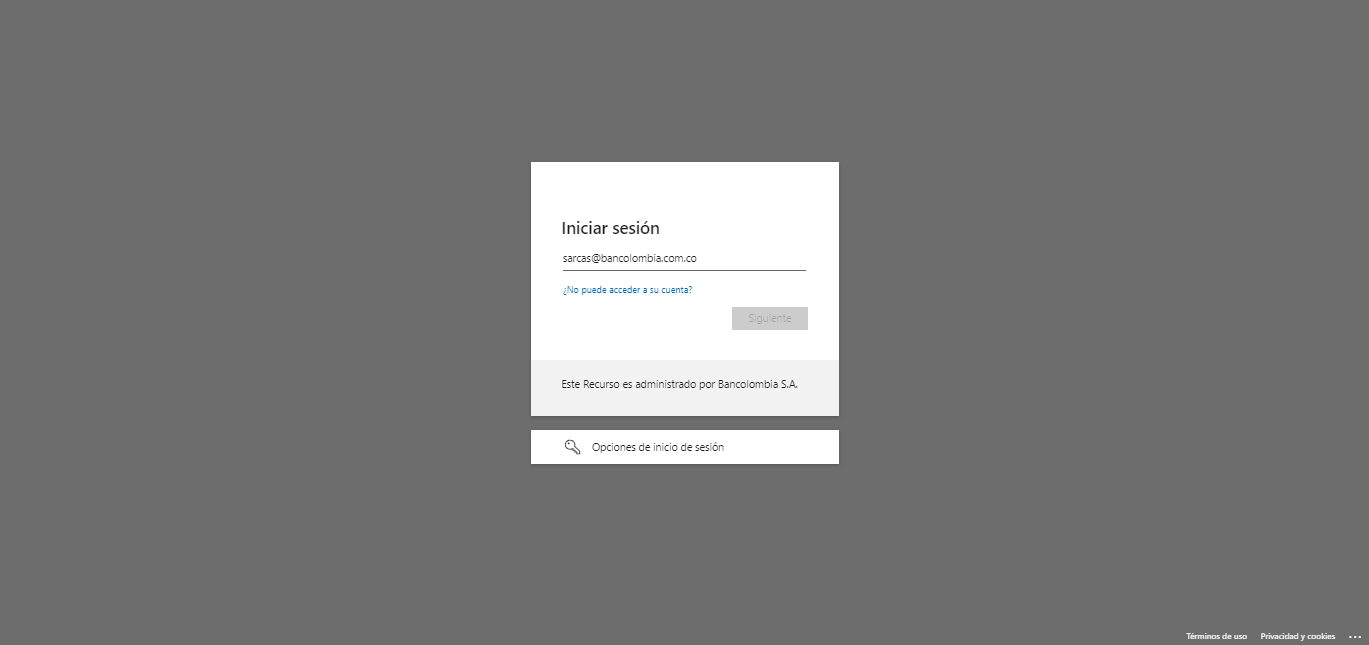 Iniciar sesión
sarcas@bancolombia.com.co
¿No puede acceder a su cuenta?
Siguiente
Este Recurso es administrado por Bancolombia S.A.
Opciones de inicio de sesión
Términos de uso Privacidad y cookies ...